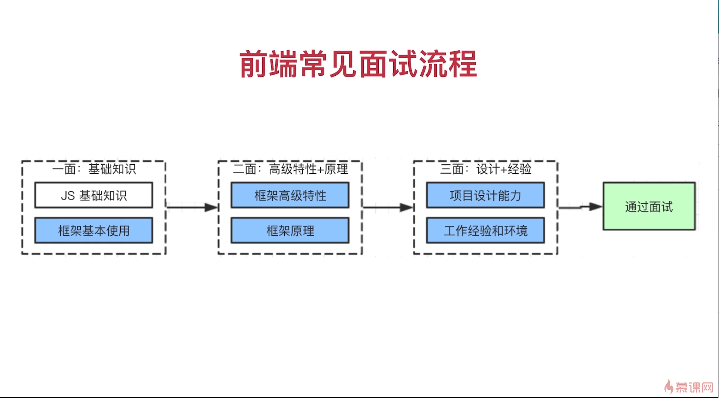 前端常见面试流程
一面：基础知识
JS 基础知识
框架基本使用
二面：高级特性+原理
框架高级特性
框架原理
三面：设计+经验
项目设计能力
工作经验和环境
通过面试
慕课网